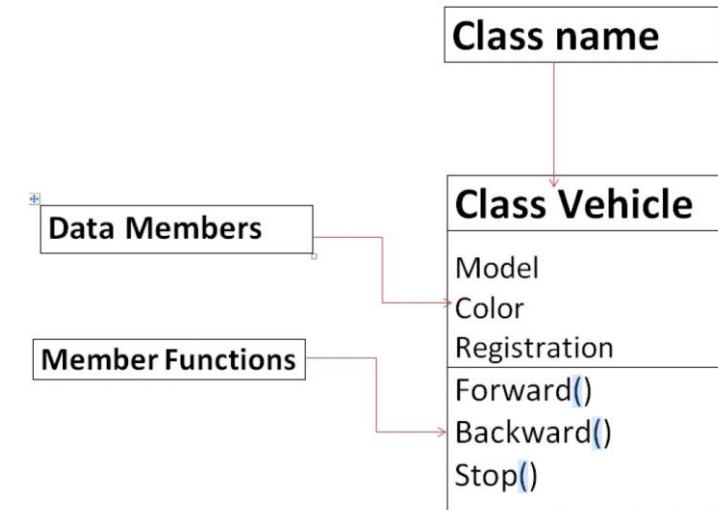 Class name
Class Vehicle
Data Members
Model
Color
Registration
Member Functions
Forward()
Backward()
Stop()